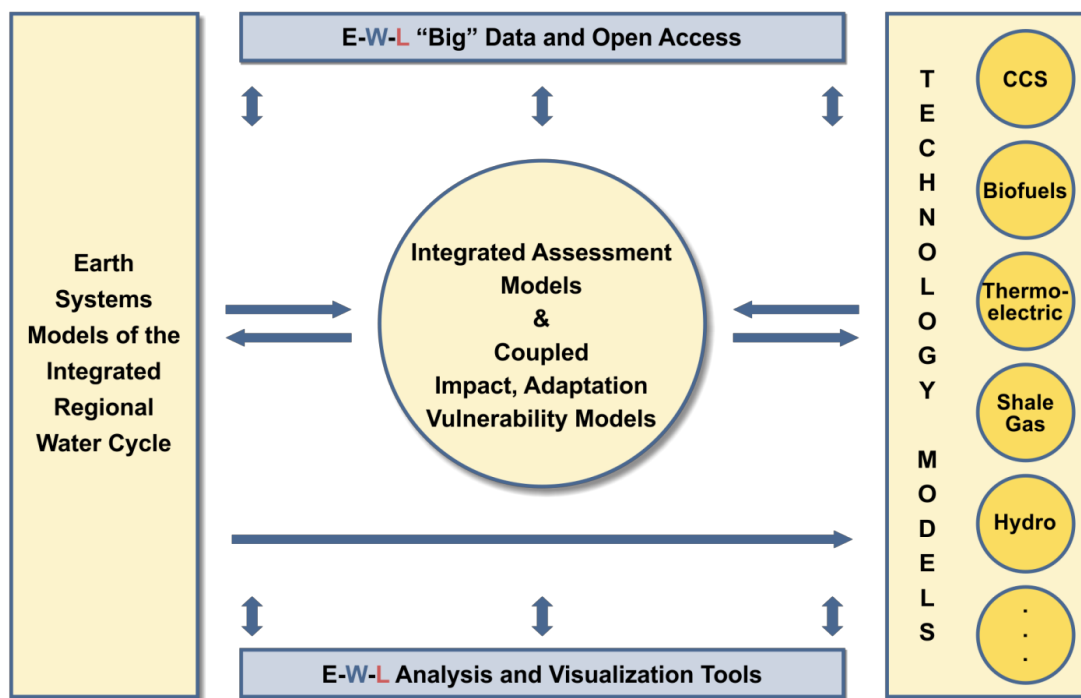 E-W-L “Big” Data and Open Access
Earth
Systems
Models of the
Integrated
Regional
Water Cycle
Integrated Assessment
Models
&
Coupled
Impact, Adaptation
Vulnerability Models
T
E
C
H
N
O
L
O
G
Y
M
O
D
E
L
S
CCS
Biofuels
Thermo-
electric
Shale
Gas
Hydro
.
.
.
E-W-L Analysis and Visualization Tools